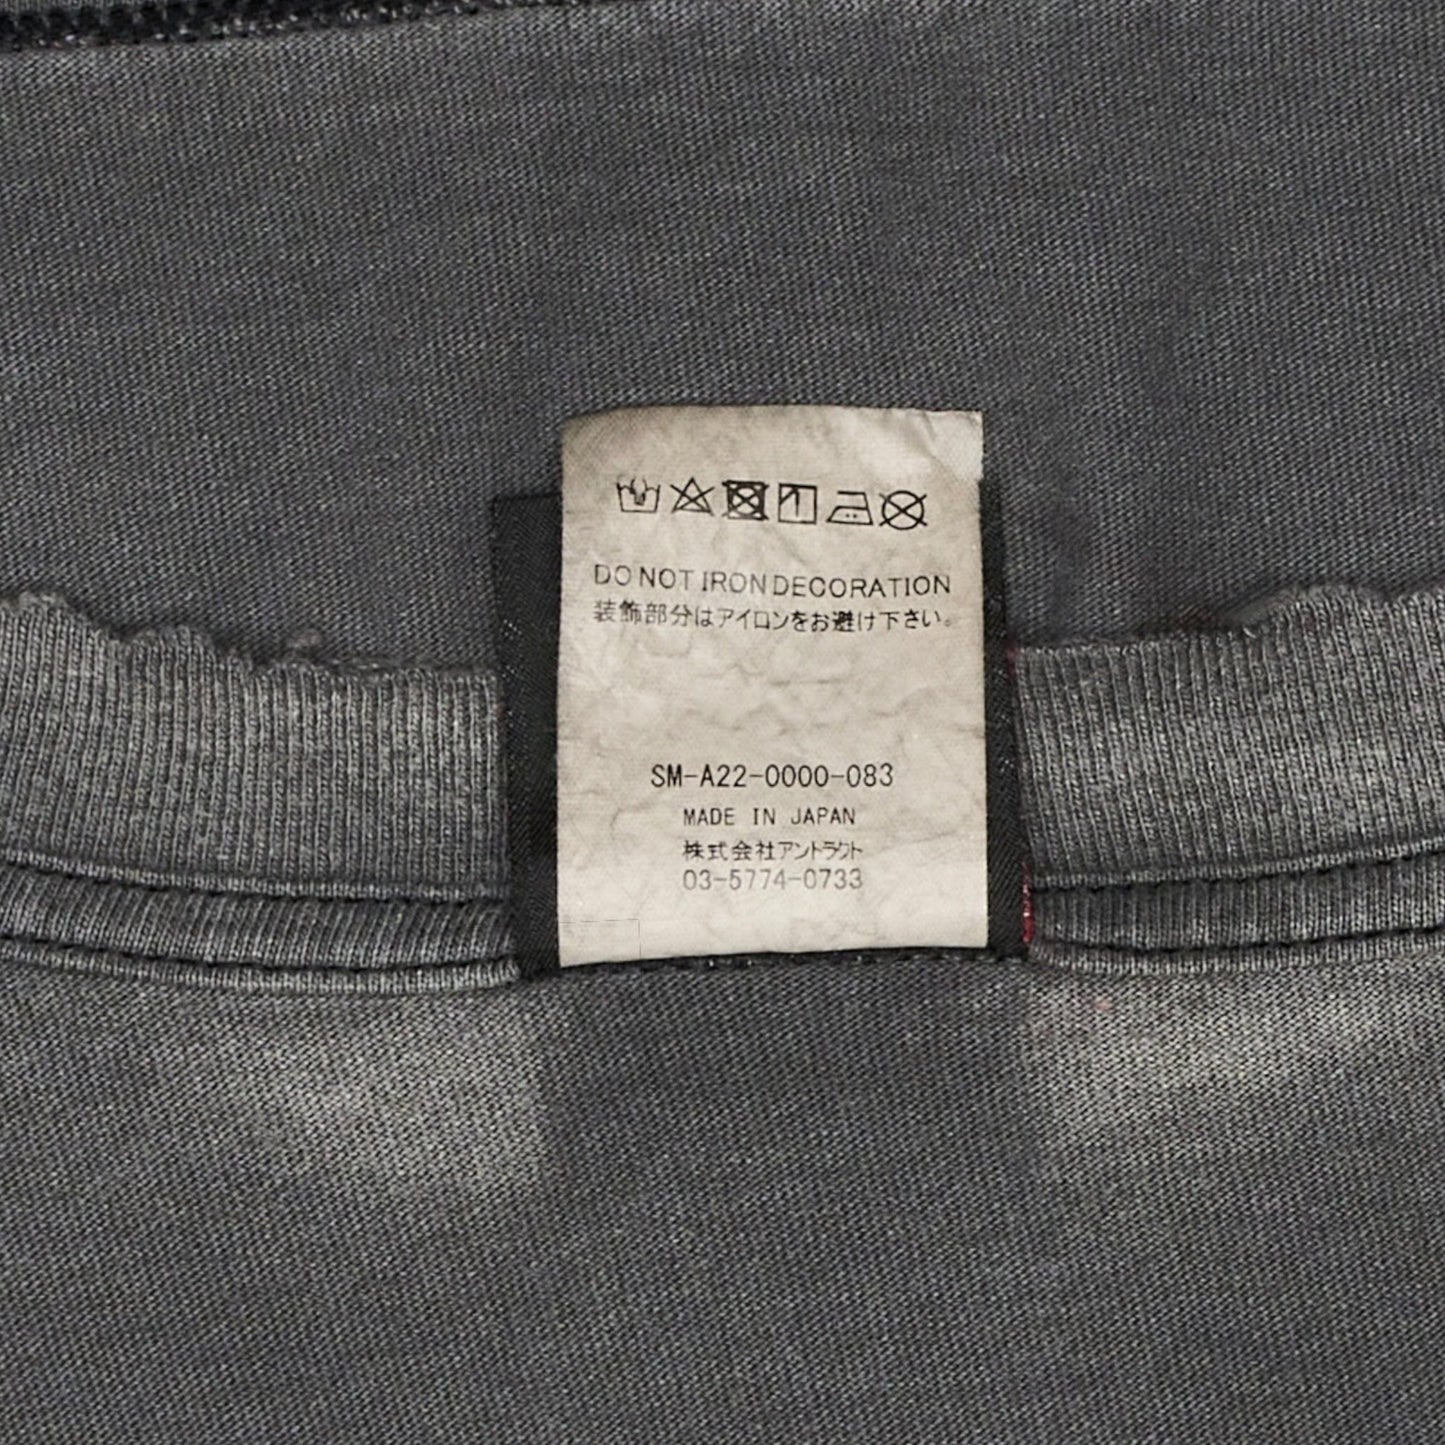 DO NOT IRON DECORATION
装飾部分はアイロンをお避け下さい。
SM-A22-0000-083
MADE IN JAPAN
株式会社アントラクト
03-5774-0733